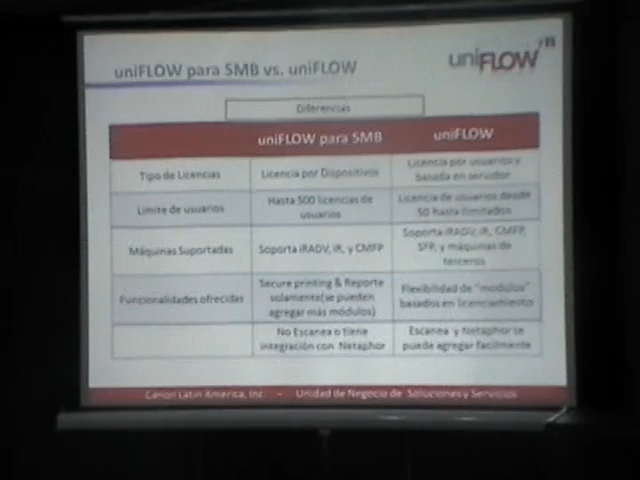 uniFLOW para SMB vs. uniFLOW
uniFLOW
Diferencias
uniFLOW para SMB
uniFLOW
Tipo de Licencias
Licencia por Dispositivos
Licencia por usuarios y
basada en servidor
Limite de usuarios
Hasta 500 licencias de
usuarios
Licencia de usuarios desde
50 hasta ilimitados
Máquinas Suportadas
Soporta iRADV, iR, y CMFP
Soporta iRADV, iR, CMFP,
SFP, y máquinas de
terceros
Funcionalidades ofrecidas
Secure printing & Reporte
solamente(se pueden
agregar más módulos)
Flexibilidad de "módulos"
basados en licenciamiento
No Escanea o tiene
integración con Netaphor
Escanea y Netaphor se
puede agregar facilmente
Canon Latin America, Inc. – Unidad de Negocio de Soluciones y Servicios